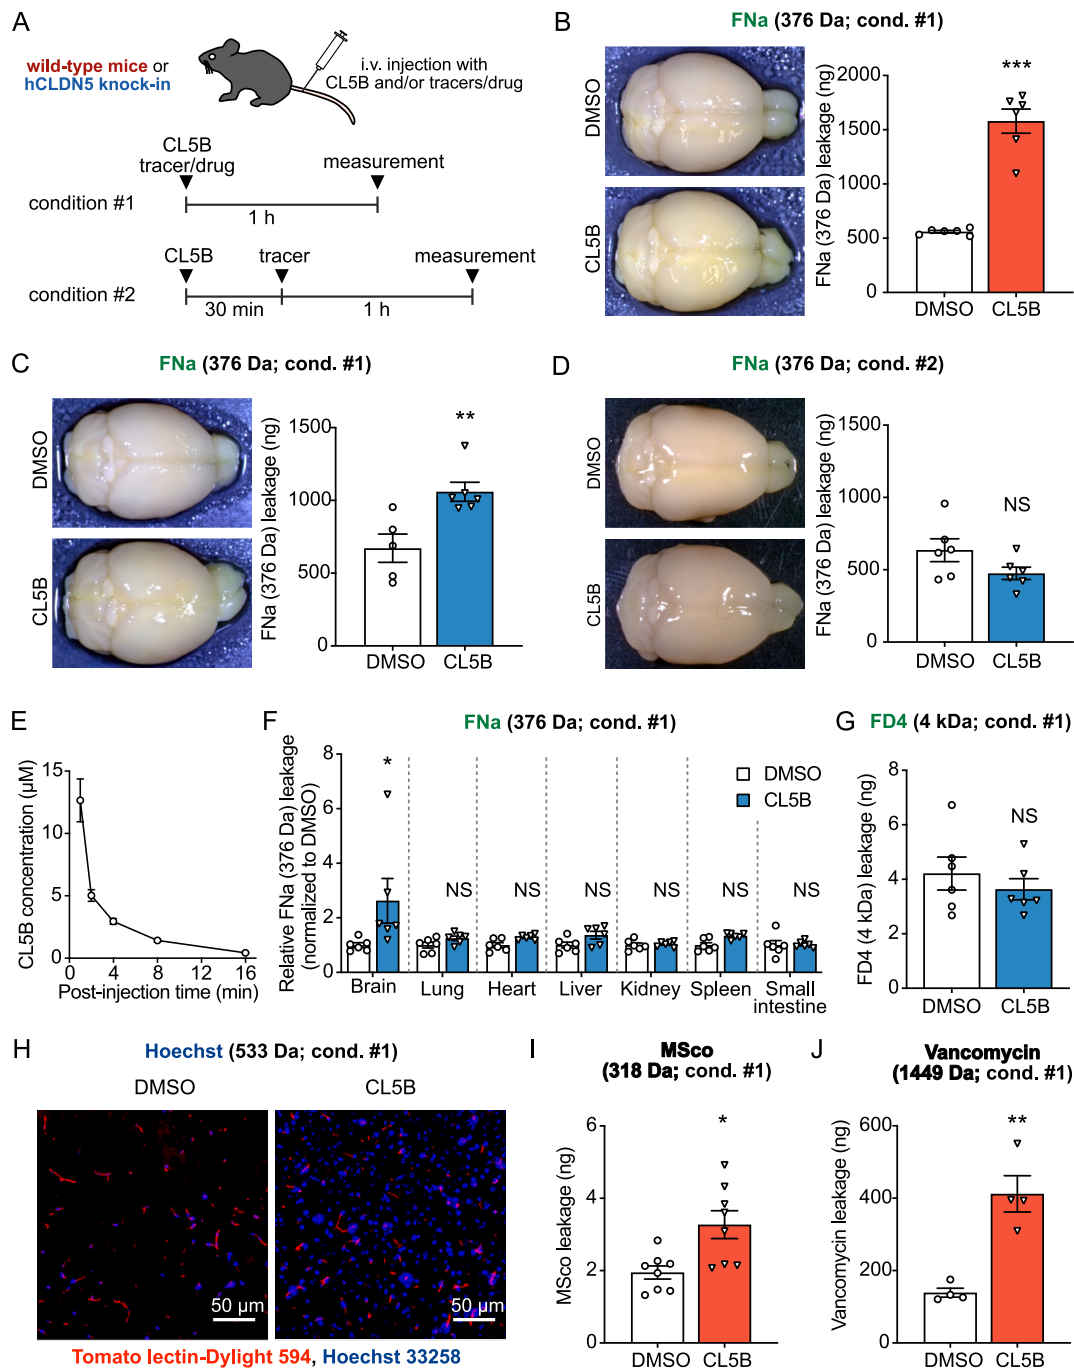 A
wild-type mice or
hCLDN5 knock-in
i.v. injection with
CL5B and/or tracers/drug
CL5B
tracer/drug
measurement
condition #1
1 h
CL5B
tracer
measurement
condition #2
30 min
1 h
B
FNa (376 Da; cond. #1)
DMSO
CL5B
FNa (376 Da) leakage (ng)
2000
1500
1000
500
0
***
DMSO
CL5B
C
FNa (376 Da; cond. #1)
DMSO
CL5B
FNa (376 Da) leakage (ng)
1500
1000
500
0
**
DMSO
CL5B
D
FNa (376 Da; cond. #2)
DMSO
CL5B
FNa (376 Da) leakage (ng)
1500
1000
500
0
NS
DMSO
CL5B
E
CL5B concentration (µM)
15
10
5
0
0 4 8 12 16
Post-injection time (min)
F
FNa (376 Da; cond. #1)
Relative FNa (376 Da) leakage
(normalized to DMSO)
8
6
4
2
0
DMSO
CL5B
*
NS NS NS NS NS NS
Brain Lung Heart Liver Kidney Spleen Small
intestine
G
FD4 (4 kDa; cond. #1)
FD4 (4 kDa) leakage (ng)
8
6
4
2
0
NS
DMSO
CL5B
H
Hoechst (533 Da; cond. #1)
DMSO
CL5B
50 µm
50 µm
Tomato lectin-Dylight 594, Hoechst 33258
I
MSco
(318 Da; cond. #1)
MSco leakage (ng)
6
4
2
0
*
DMSO
CL5B
J
Vancomycin
(1449 Da; cond. #1)
Vancomycin leakage (ng)
600
400
200
0
**
DMSO
CL5B